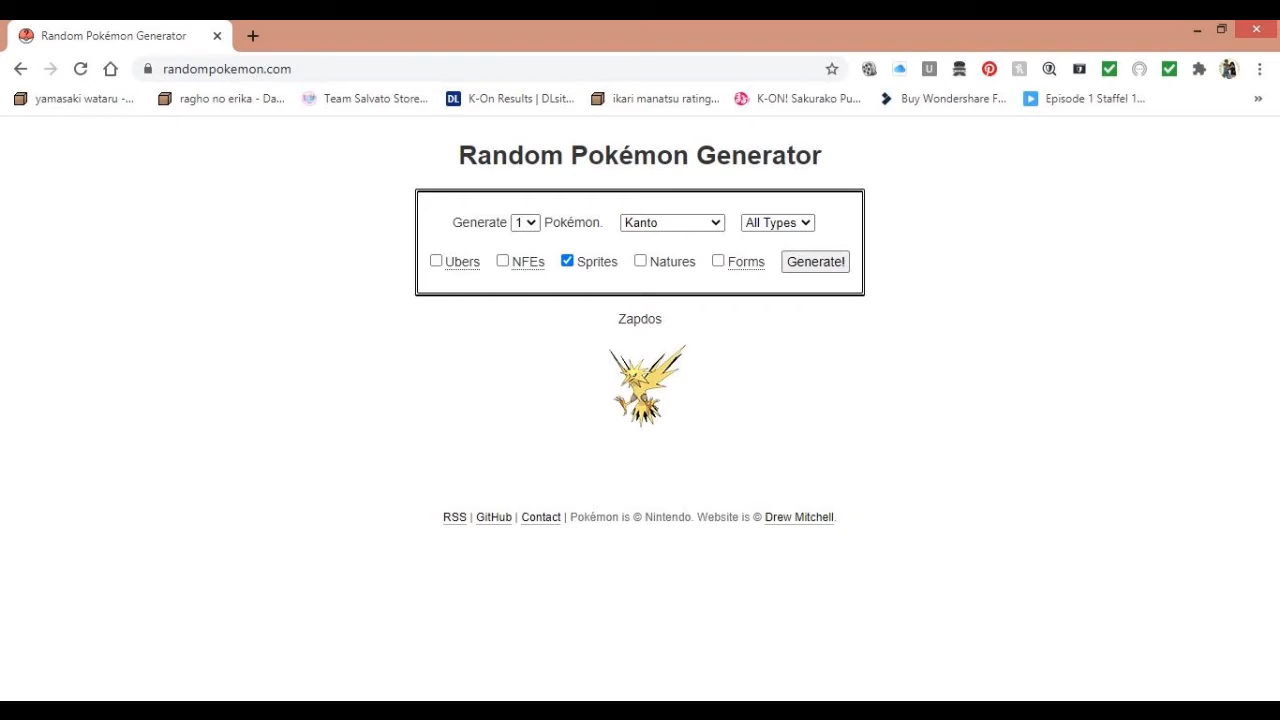 Random Pokémon Generator
randompokemon.com
yamasaki wataru -...
ragho no erika - Da...
Team Salvato Store...
DL K-On Results | DLsit...
ikari manatsu rating...
K-ON! Sakurako Pu...
Buy Wondershare F...
Episode 1 Staffel 1...
»
Random Pokémon Generator
Generate 1 Pokémon. Kanto All Types
Ubers NFEs Sprites Natures Forms Generate!
Zapdos
RSS | GitHub | Contact | Pokémon is © Nintendo. Website is © Drew Mitchell.